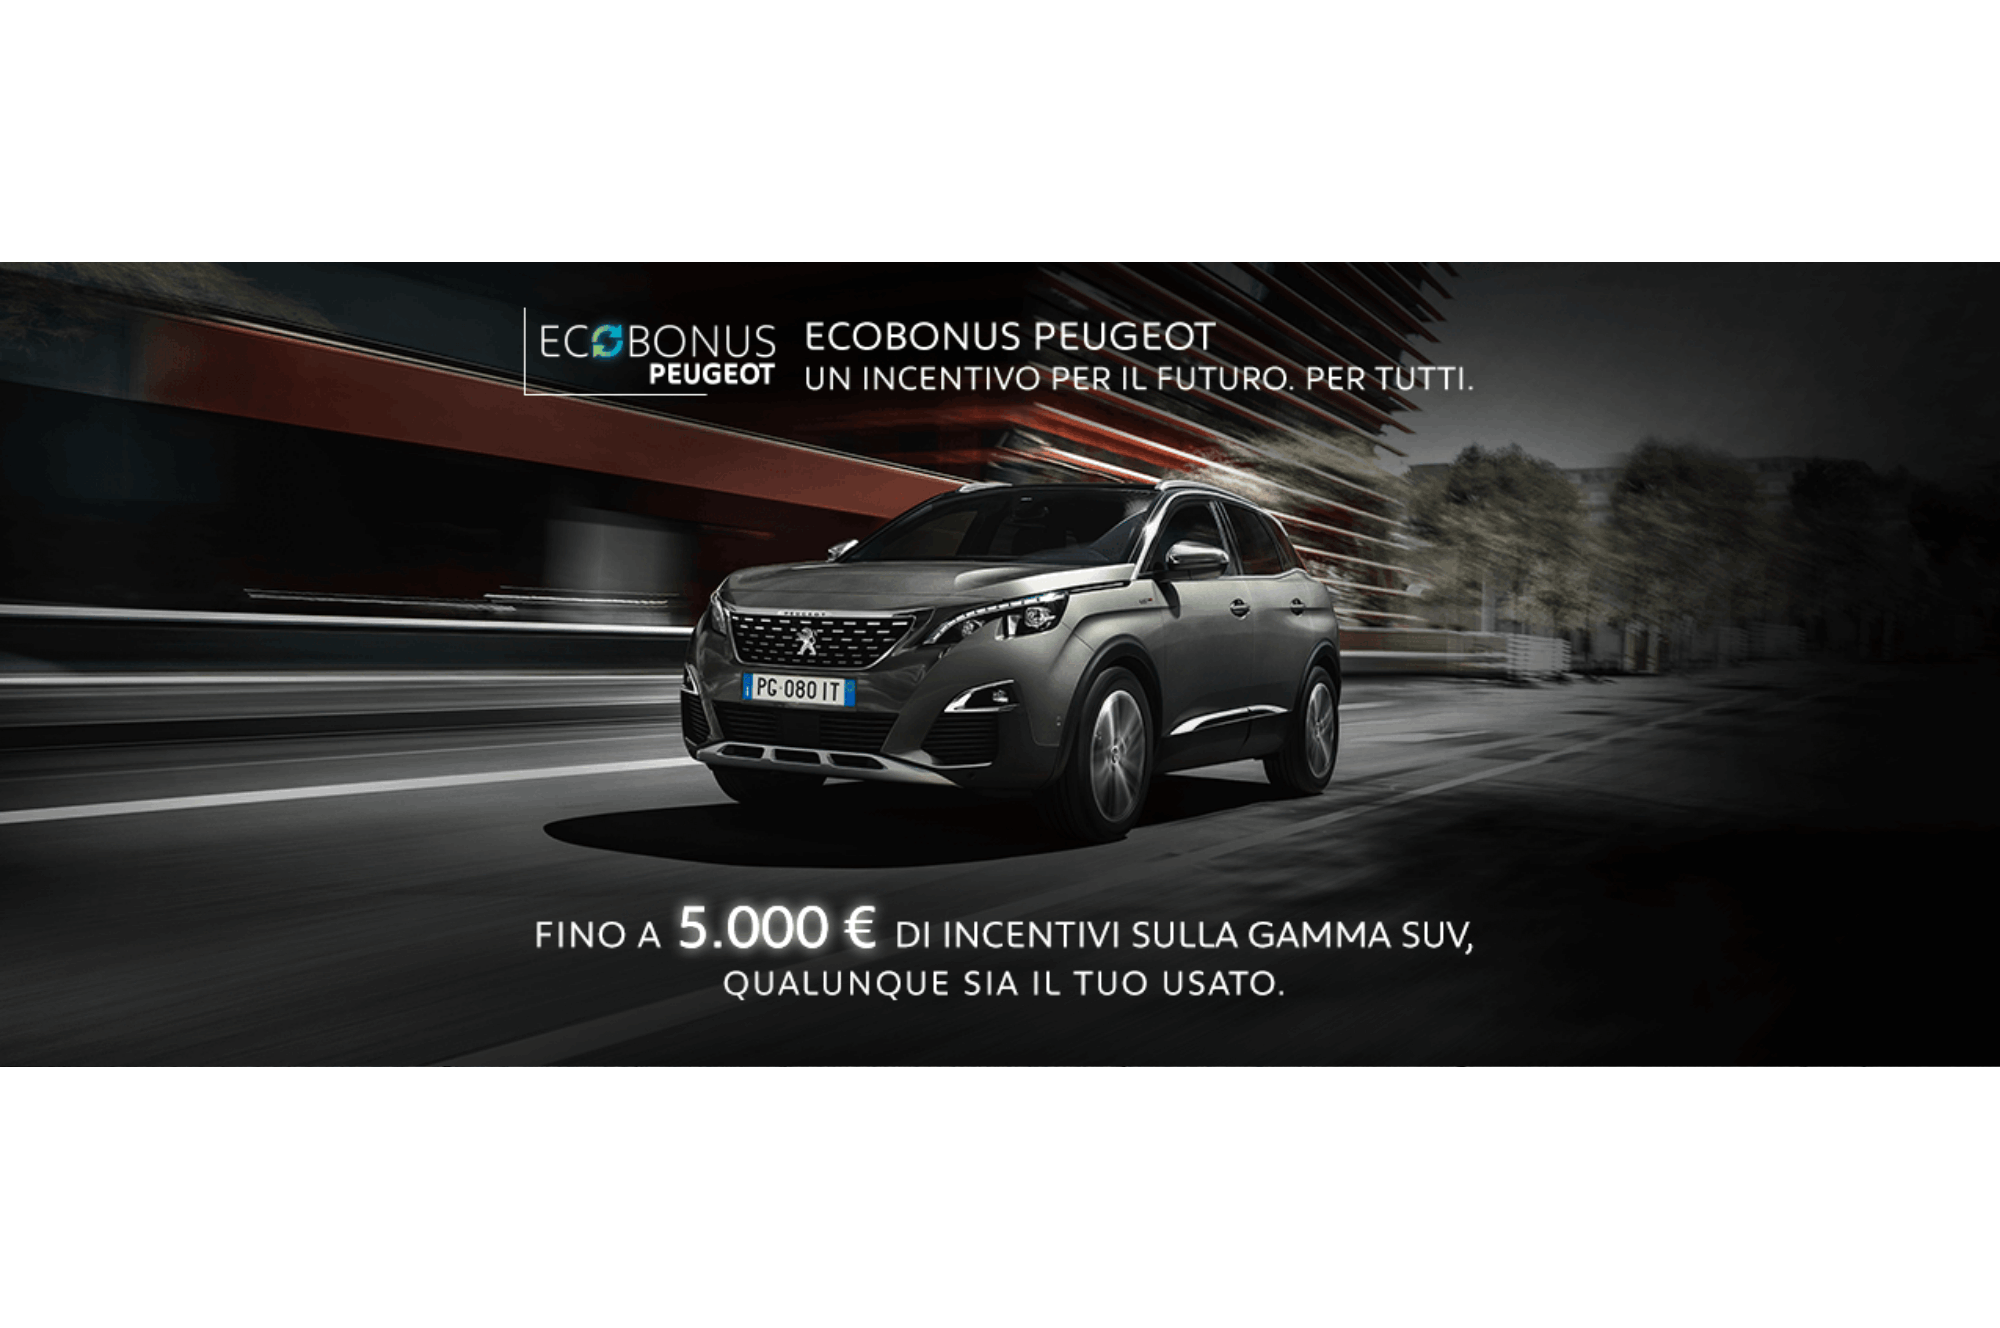 ECOBONUS
PEUGEOT
ECOBONUS PEUGEOT
UN INCENTIVO PER IL FUTURO. PER TUTTI.
PEUGEOT
PG 080 IT
FINO A 5.000 € DI INCENTIVI SULLA GAMMA SUV,
QUALUNQUE SIA IL TUO USATO.